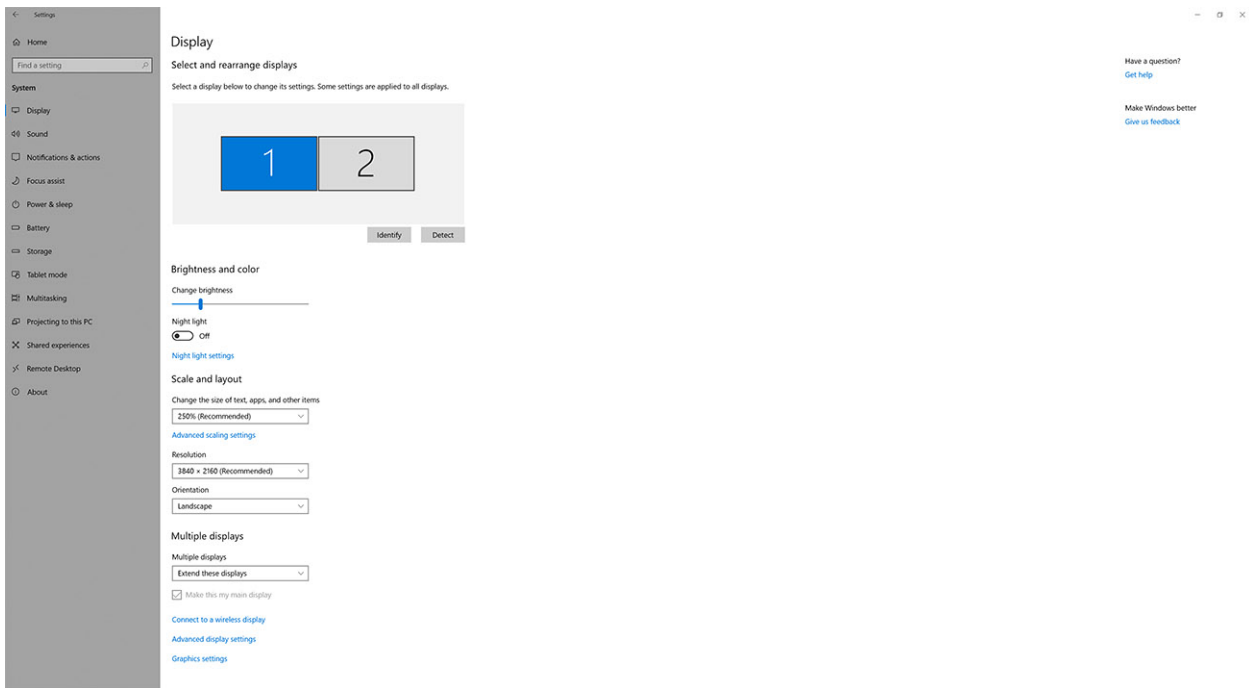 Settings
Home
Find a setting
System
Display
Sound
Notifications & actions
Focus assist
Power & sleep
Battery
Storage
Tablet mode
Multitasking
Projecting to this PC
Shared experiences
Remote Desktop
About
Display
Select and rearrange displays
Select a display below to change its settings. Some settings are applied to all displays.
1 2
Identify Detect
Brightness and color
Change brightness
Night light
Off
Night light settings
Scale and layout
Change the size of text, apps, and other items
250% (Recommended)
Advanced scaling settings
Resolution
3840 × 2160 (Recommended)
Orientation
Landscape
Multiple displays
Multiple displays
Extend these displays
Make this my main display
Connect to a wireless display
Advanced display settings
Graphics settings
Have a question?
Get help
Make Windows better
Give us feedback